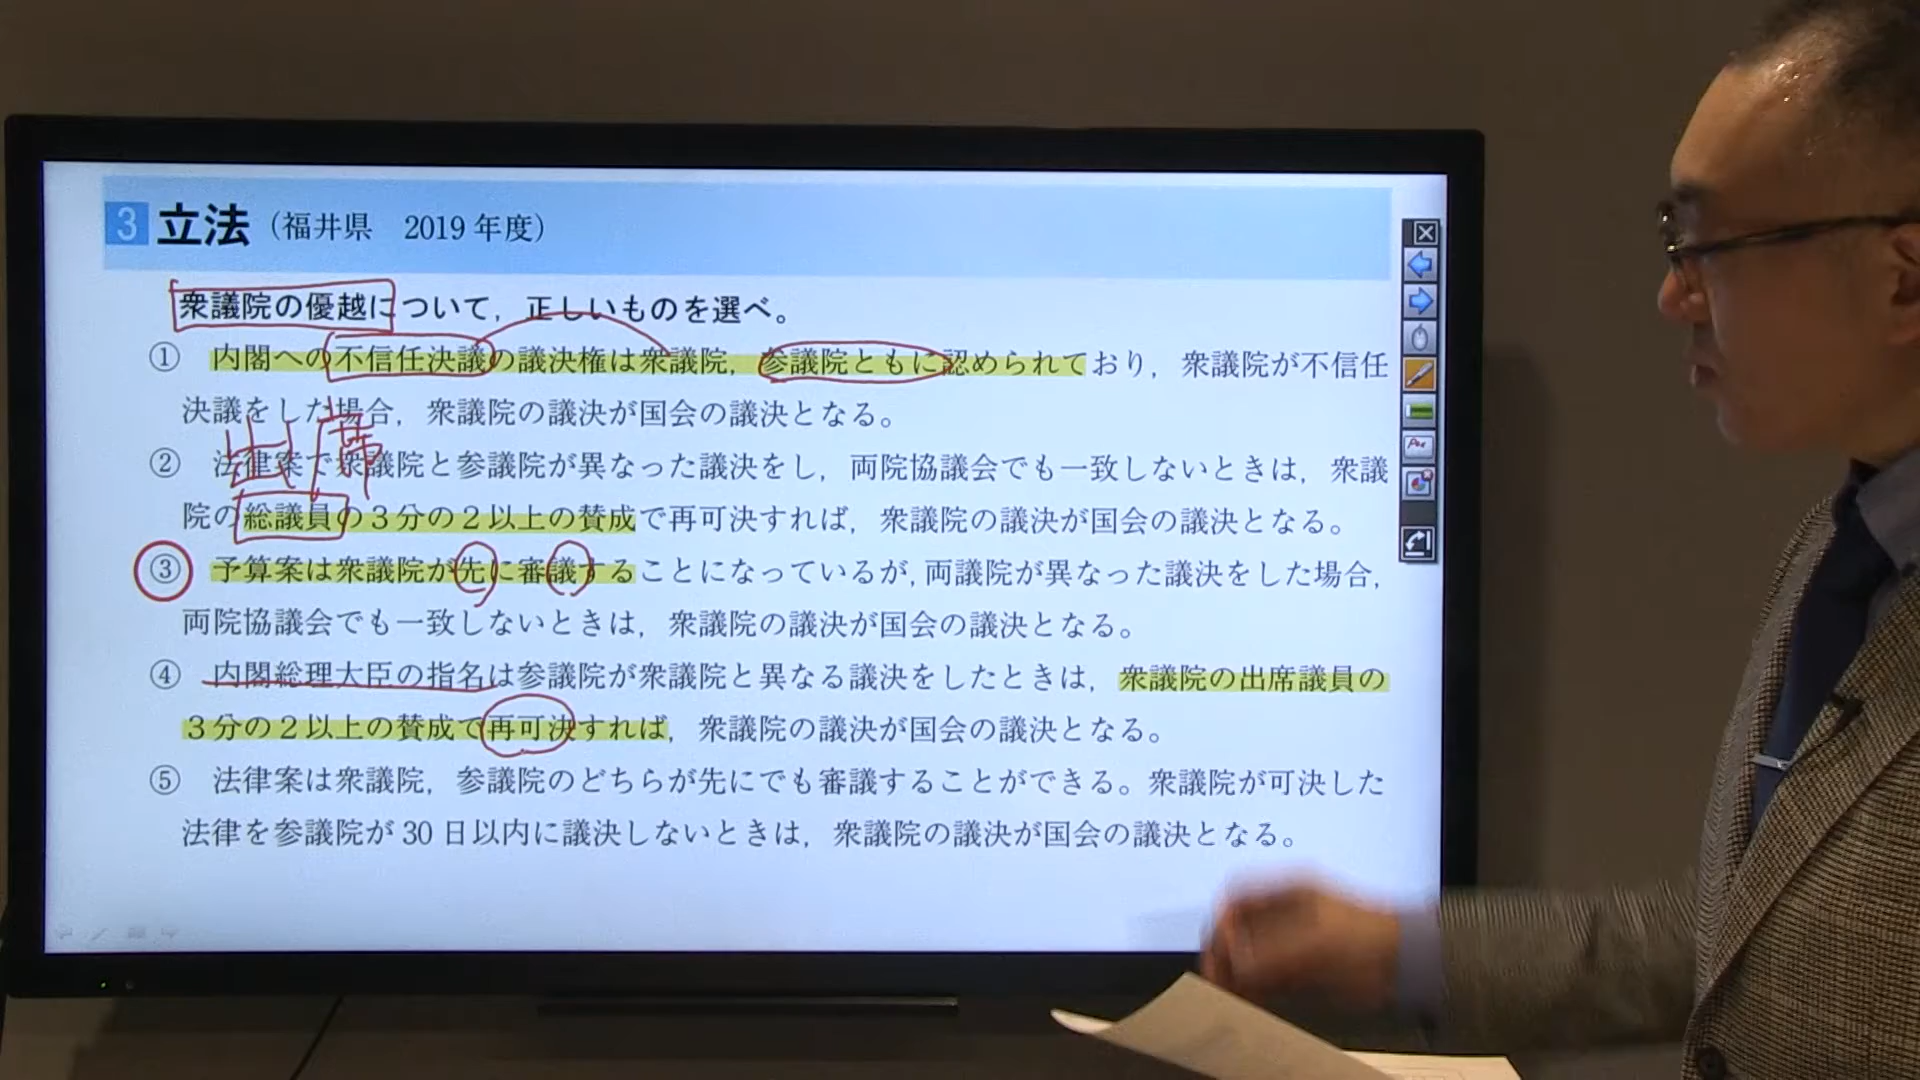 3 立法（福井県　2019年度）
衆議院の優越について，正しいものを選べ。
①　内閣への不信任決議の議決権は衆議院，参議院ともに認められており，衆議院が不信任
決議をした場合，衆議院の議決が国会の議決となる。
出席
②　法律案で衆議院と参議院が異なった議決をし，両院協議会でも一致しないときは，衆議
院の総議員の３分の２以上の賛成で再可決すれば，衆議院の議決が国会の議決となる。
③　予算案は衆議院が先に審議することになっているが，両議院が異なった議決をした場合，
両院協議会でも一致しないときは，衆議院の議決が国会の議決となる。
④　内閣総理大臣の指名は参議院が衆議院と異なる議決をしたときは，衆議院の出席議員の
３分の２以上の賛成で再可決すれば，衆議院の議決が国会の議決となる。
⑤　法律案は衆議院，参議院のどちらが先にでも審議することができる。衆議院が可決した
法律を参議院が 30 日以内に議決しないときは，衆議院の議決が国会の議決となる。